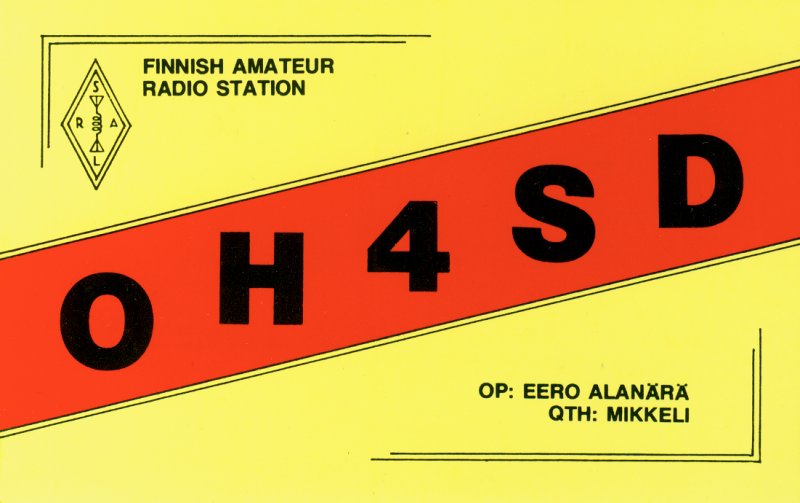 FINNISH AMATEUR
RADIO STATION
S
R A
L
OH4SD
OP: EERO ALANÄRÄ
QTH: MIKKELI